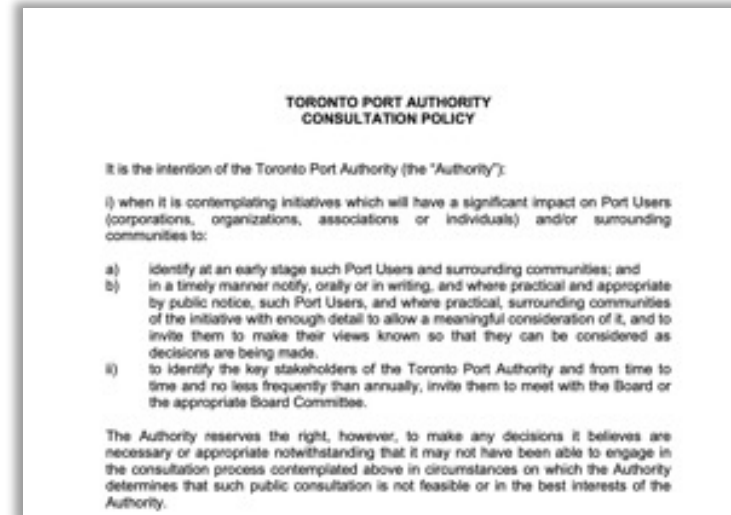 TORONTO PORT AUTHORITY
CONSULTATION POLICY
It is the intention of the Toronto Port Authority (the "Authority"):
i) when it is contemplating initiatives which will have a significant impact on Port Users
(corporations, organizations, associations or individuals) and/or surrounding
communities to:
a) identify at an early stage such Port Users and surrounding communities; and
b) in a timely manner notify, orally or in writing, and where practical and appropriate
by public notice, such Port Users, and where practical, surrounding communities
of the initiative with enough detail to allow a meaningful consideration of it, and to
invite them to make their views known so that they can be considered as
decisions are being made.
ii) to identify the key stakeholders of the Toronto Port Authority and from time to
time and no less frequently than annually, invite them to meet with the Board or
the appropriate Board Committee.
The Authority reserves the right, however, to make any decisions it believes are
necessary or appropriate notwithstanding that it may not have been able to engage in
the consultation process contemplated above in circumstances on which the Authority
determines that such public consultation is not feasible or in the best interests of the
Authority.